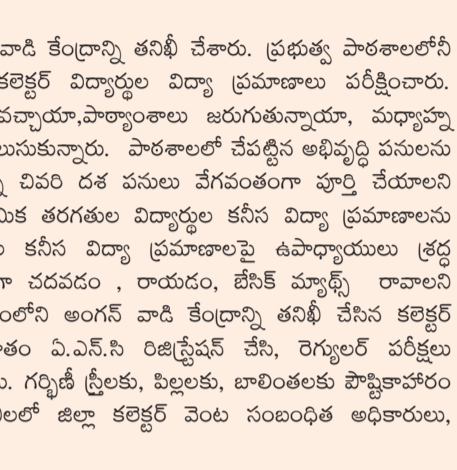 వాడి కేంద్రాన్ని తనిఖీ చేశారు. ప్రభుత్వ పాఠశాలలోనీ
కలెక్టర్ విద్యార్థుల విద్యా ప్రమాణాలు పరీక్షించారు.
వచ్చాయా,పాఠ్యాంశాలు జరుగుతున్నాయా, మధ్యాహ్న
లుసుకున్నారు. పాఠశాలలో చేపట్టిన అభివృద్ధి పనులను
చివరి దశ పనులు వేగవంతంగా పూర్తి చేయాలని
మిక తరగతుల విద్యార్థుల కనీస విద్యా ప్రమాణాలను
కనీస విద్యా ప్రమాణాలపై ఉపాధ్యాయులు శ్రద్ధ
గా చదవడం , రాయడం, బేసిక్ మ్యాథ్స్ రావాలని
ంలోని అంగన్ వాడి కేంద్రాన్ని తనిఖీ చేసిన కలెక్టర్
ాతం ఏ.ఎన్.సి రిజిస్ట్రేషన్ చేసి, రెగ్యులర్ పరీక్షలు
ు. గర్భిణీ స్త్రీలకు, పిల్లలకు, బాలింతలకు పౌష్టికాహారం
లలో జిల్లా కలెక్టర్ వెంట సంబంధిత అధికారులు,